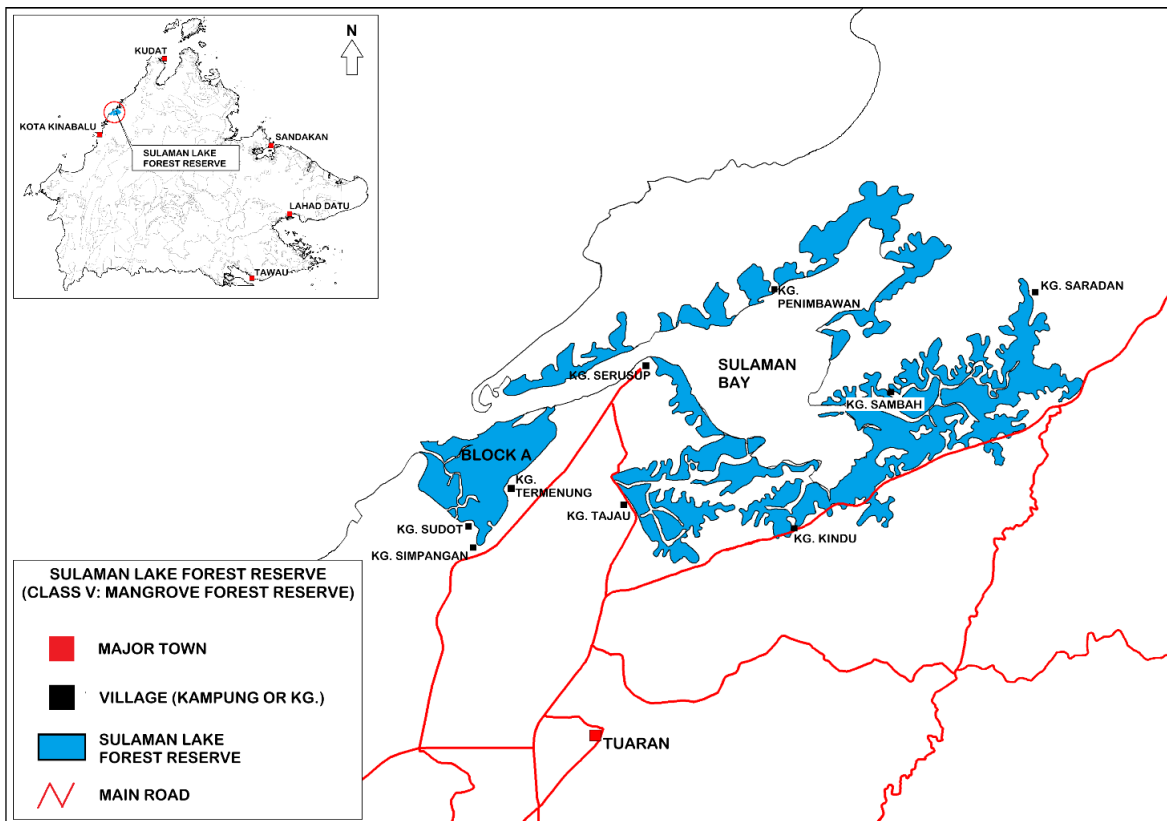 KUDAT
N
KOTA KINABALU
SANDAKAN
SULAMAN LAKE
FOREST RESERVE
LAHAD DATU
TAWAU
KG.
PENIMBAWAN
KG. SARADAN
KG. SERUSUP
SULAMAN
BAY
KG. SAMBAH
BLOCK A
KG.
TERMENUNG
KG. TAJAU
KG. SUDOT
KG. KINDU
KG. SIMPANGAN
SULAMAN LAKE FOREST RESERVE
(CLASS V: MANGROVE FOREST RESERVE)
MAJOR TOWN
VILLAGE (KAMPUNG OR KG.)
SULAMAN LAKE
FOREST RESERVE
MAIN ROAD
TUARAN